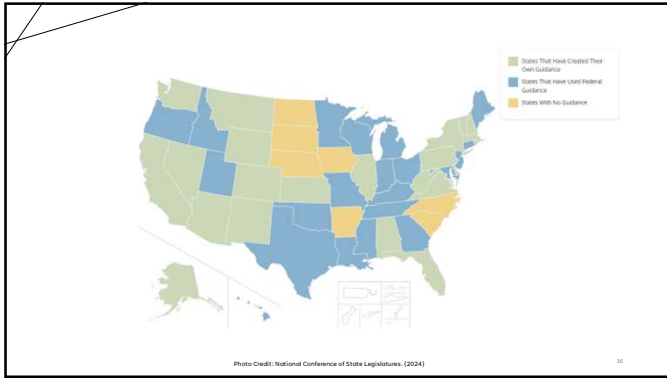 States That Have Created Their
Own Guidance
States That Have Used Federal
Guidance
States With No Guidance
Photo Credit: National Conference of State Legislatures. (2024)
36